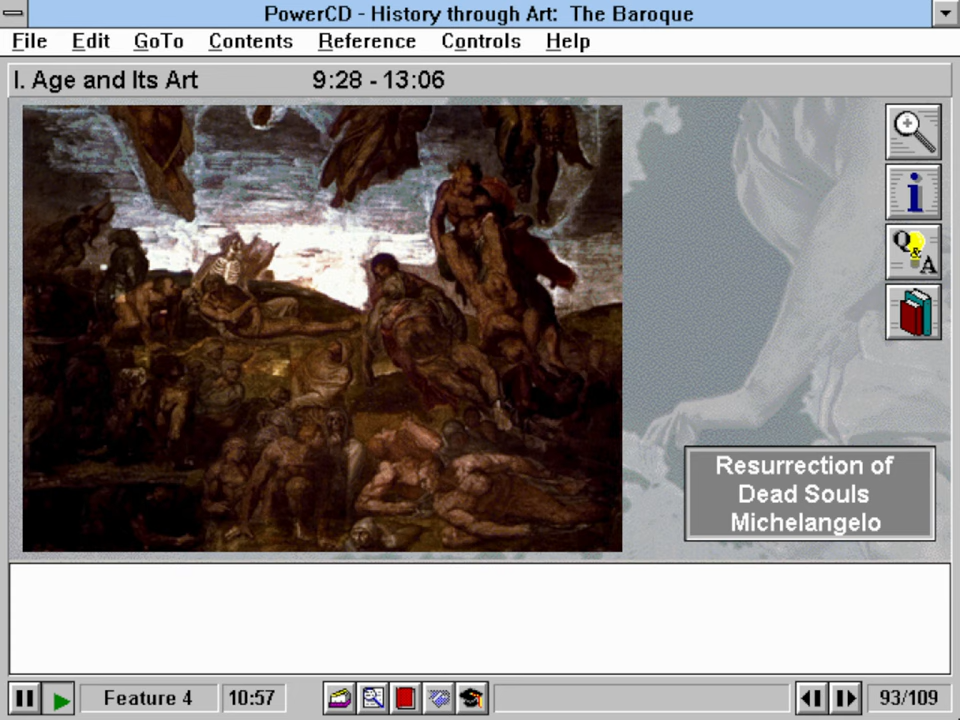 PowerCD - History through Art: The Baroque
File Edit GoTo Contents Reference Controls Help
I. Age and Its Art 9:28 - 13:06
i
Q & A
Resurrection of
Dead Souls
Michelangelo
Feature 4 10:57 93/109